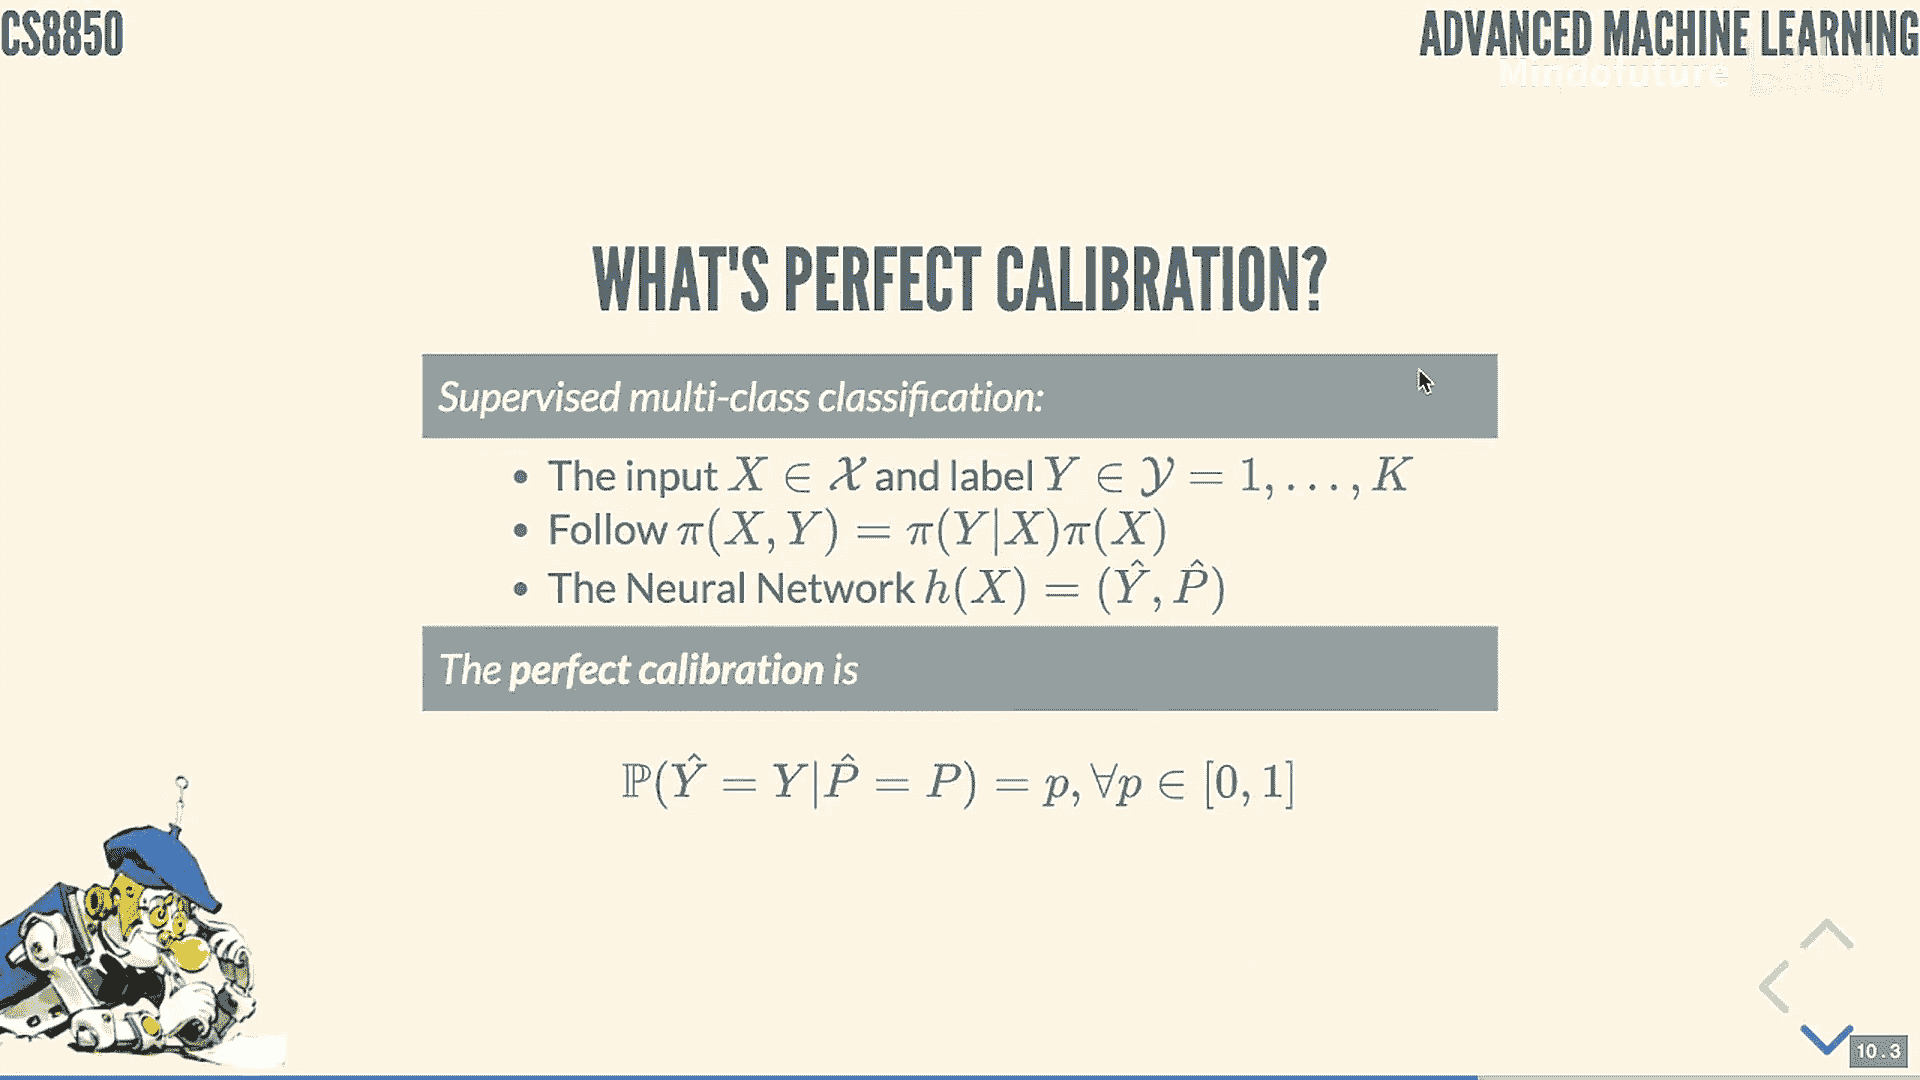 CS8850
ADVANCED MACHINE LEARNING
Mindofuture
WHAT'S PERFECT CALIBRATION?
Supervised multi-class classification:
• The input X ∈ 𝒳 and label Y ∈ 𝒴 = 1, . . . , K
• Follow π(X, Y) = π(Y|X)π(X)
• The Neural Network h(X) = (Ŷ, P̂)
The perfect calibration is
ℙ(Ŷ = Y|P̂ = P) = p, ∀p ∈ [0, 1]
10.3